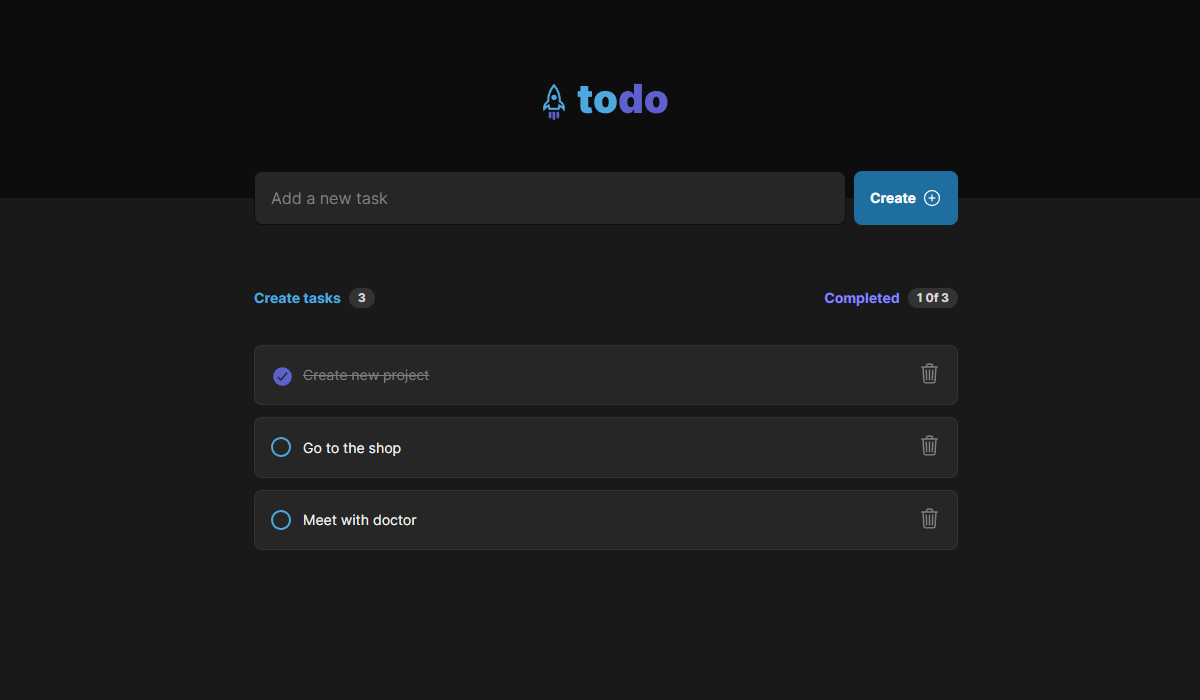 todo
Add a new task
Create
Create tasks 3
Completed 1 Of 3
Create new project
Go to the shop
Meet with doctor